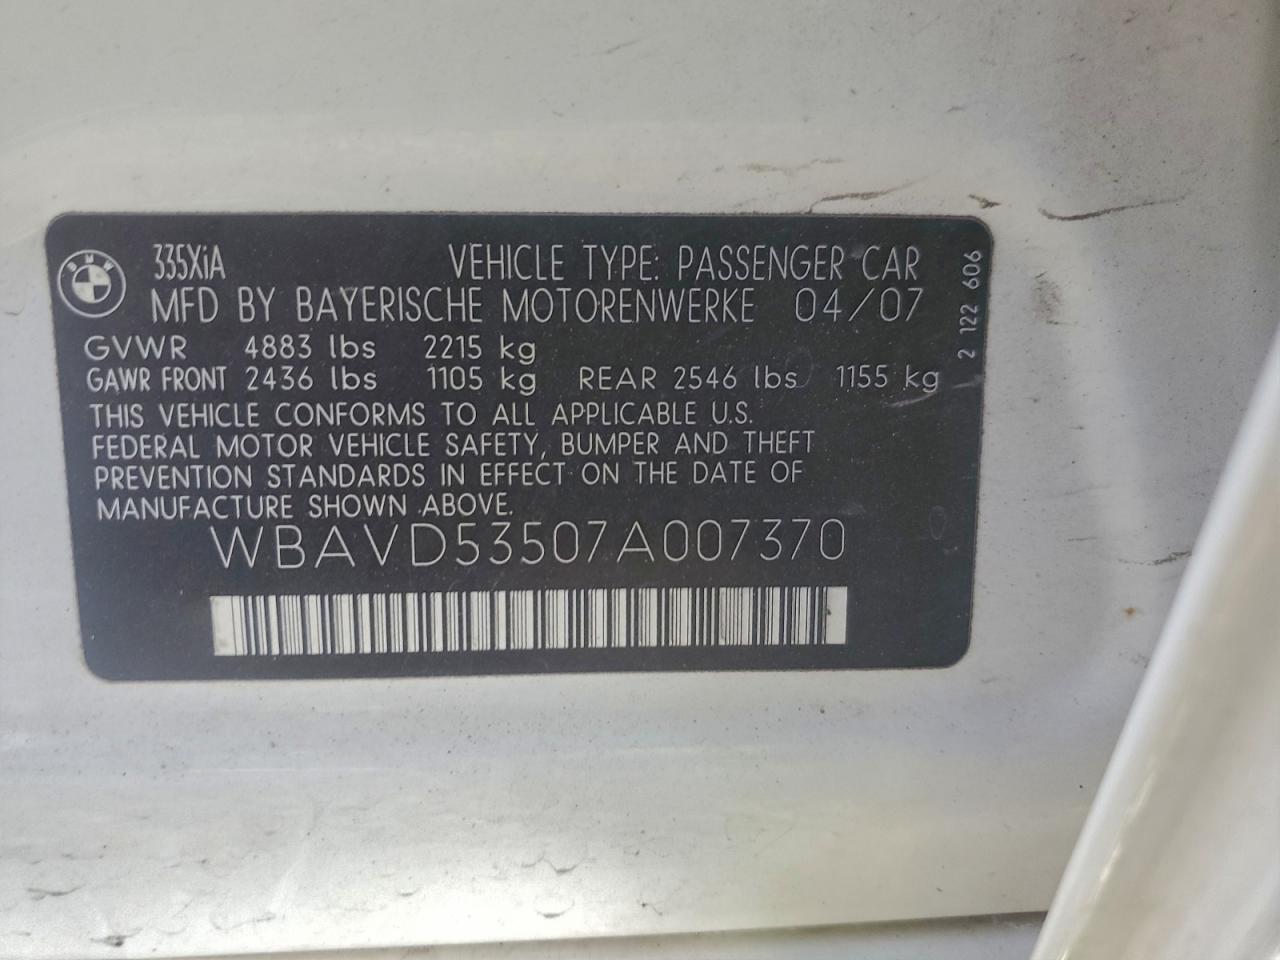 BMW
335XiA VEHICLE TYPE: PASSENGER CAR
MFD BY BAYERISCHE MOTORENWERKE 04/07
GVWR 4883 lbs 2215 kg
GAWR FRONT 2436 lbs 1105 kg REAR 2546 lbs 1155 kg
THIS VEHICLE CONFORMS TO ALL APPLICABLE U.S.
FEDERAL MOTOR VEHICLE SAFETY, BUMPER AND THEFT
PREVENTION STANDARDS IN EFFECT ON THE DATE OF
MANUFACTURE SHOWN ABOVE.
WBAVD53507A007370
2 122 606